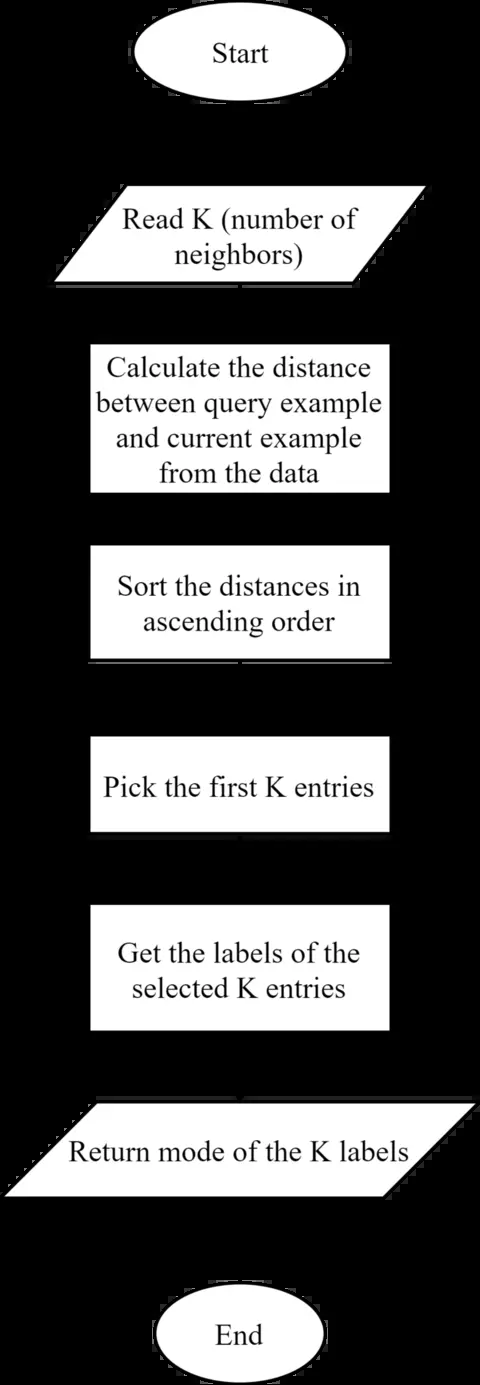 Start
Read K (number of
neighbors)
Calculate the distance
between query example
and current example
from the data
Sort the distances in
ascending order
Pick the first K entries
Get the labels of the
selected K entries
Return mode of the K labels
End